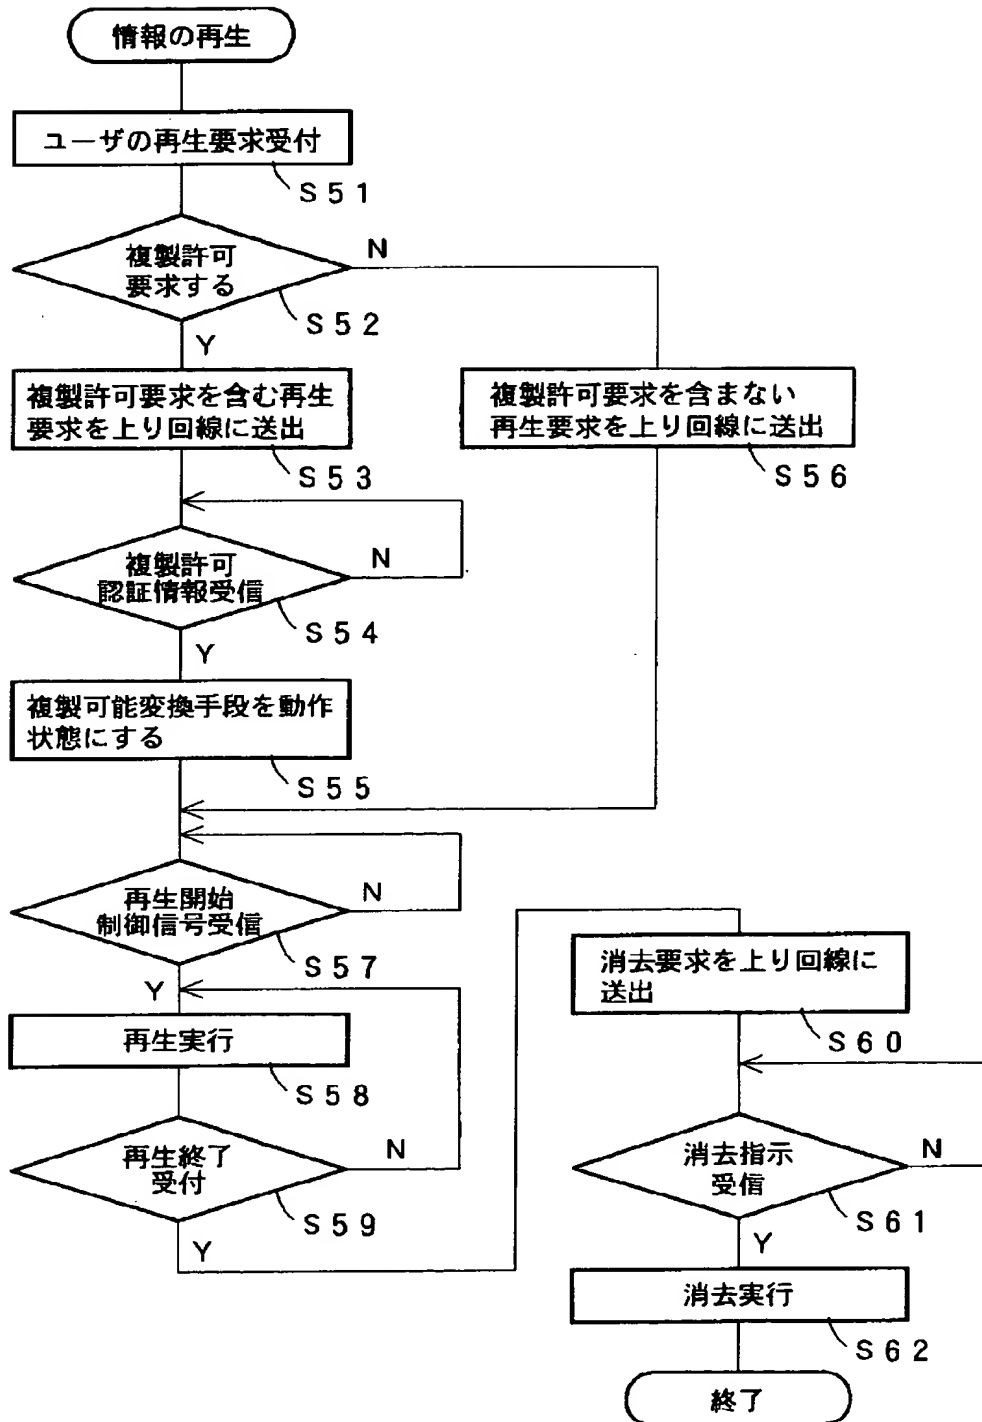 情報の再生
ユーザの再生要求受付
S51
複製許可
要求する
N
S52
Y
複製許可要求を含む再生
要求を上り回線に送出
S53
複製許可要求を含まない
再生要求を上り回線に送出
S56
複製許可
認証情報受信
N
S54
Y
複製可能変換手段を動作
状態にする
S55
再生開始
制御信号受信
N
S57
Y
再生実行
S58
再生終了
受付
N
S59
Y
消去要求を上り回線に
送出
S60
消去指示
受信
N
S61
Y
消去実行
S62
終了